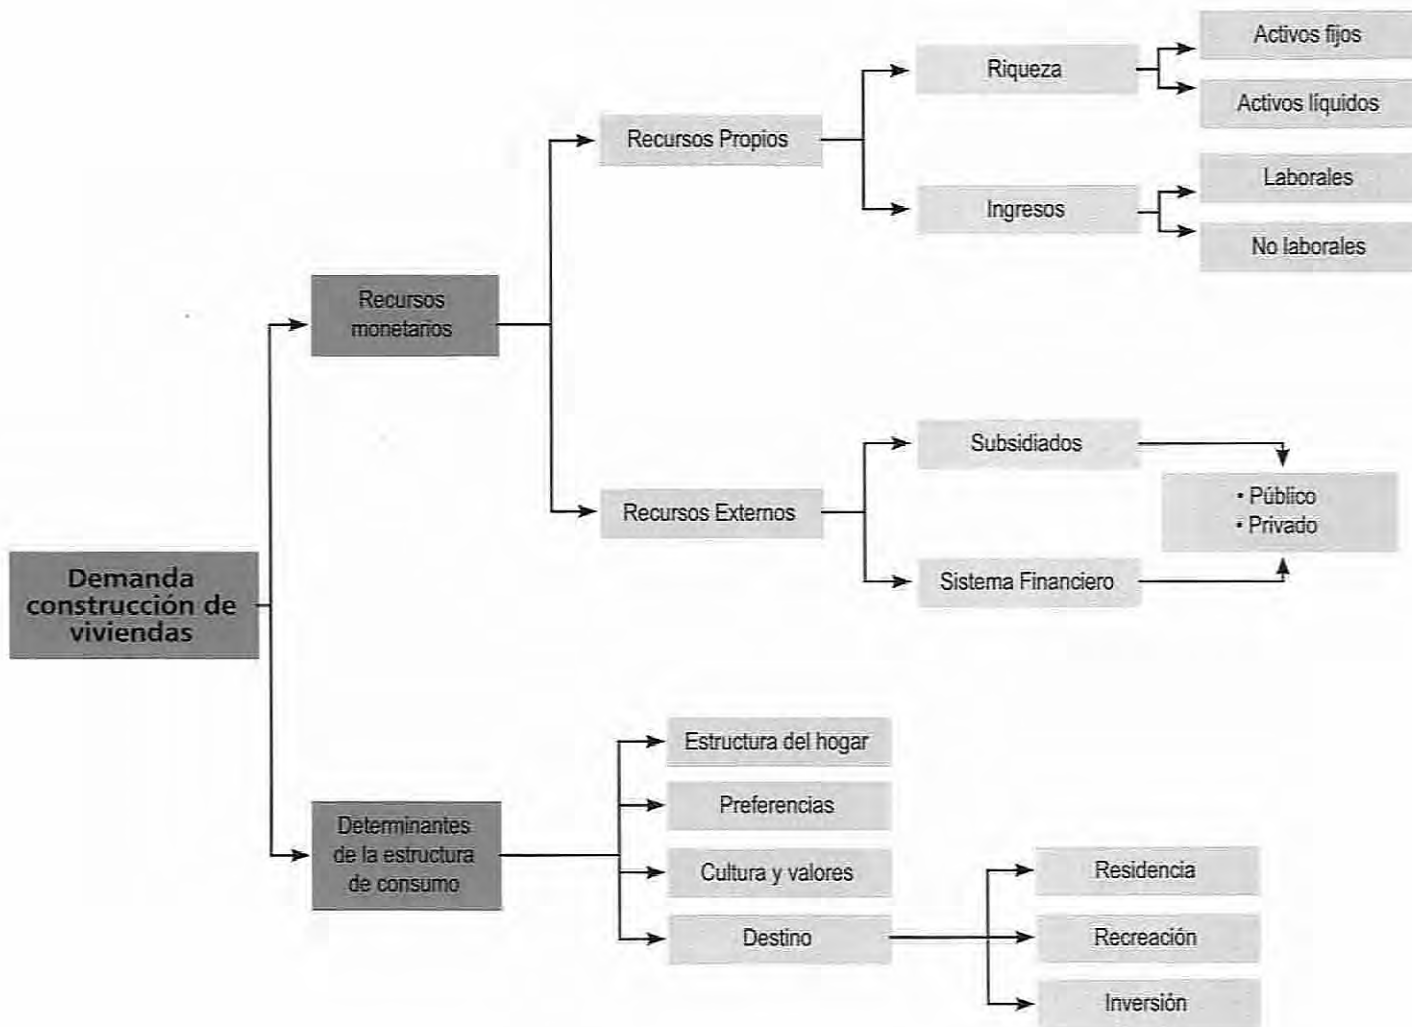 Activos fijos
Riqueza
Activos líquidos
Recursos Propios
Laborales
Ingresos
No laborales
Recursos
monetarios
Subsidiados
• Público
• Privado
Recursos Externos
Sistema Financiero
Demanda
construcción de
viviendas
Estructura del hogar
Preferencias
Determinantes
de la estructura
de consumo
Cultura y valores
Destino
Residencia
Recreación
Inversión